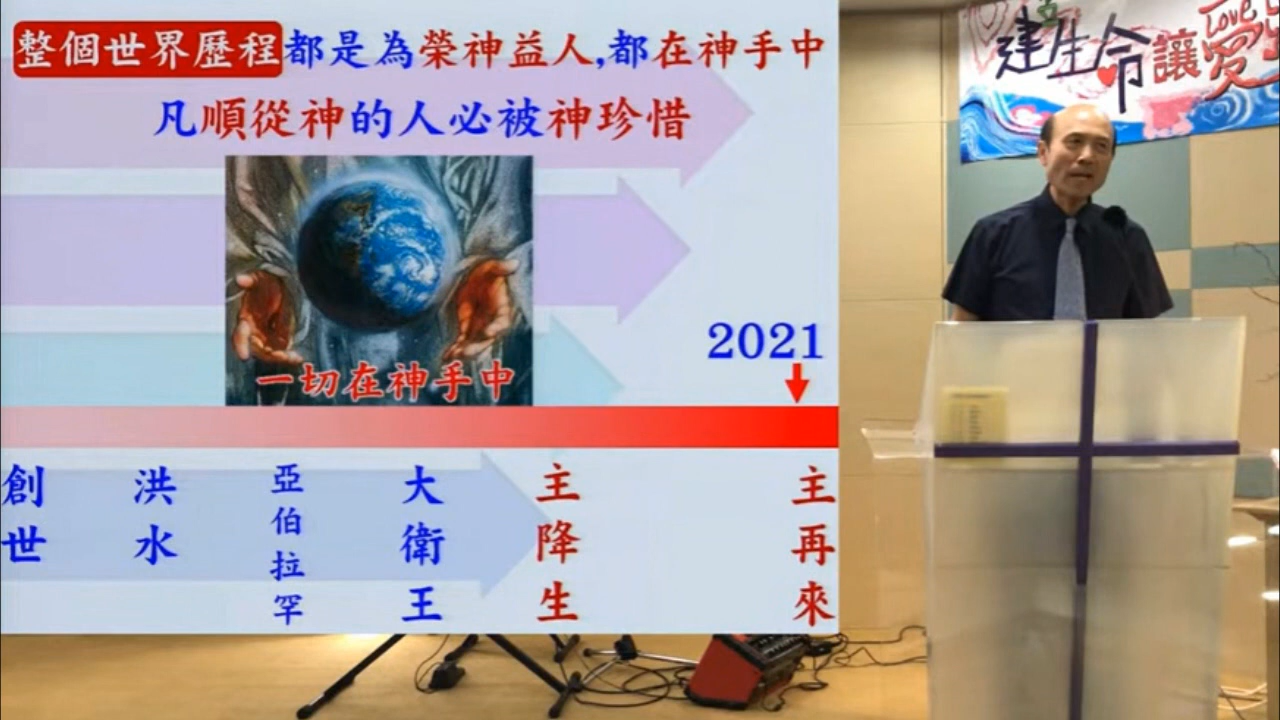 整個世界歷程都是為榮神益人,都在神手中
凡順從神的人必被神珍惜
一切在神手中
2021
創世
洪水
亞伯拉罕
大衛王
主降生
主再來
建生命讓愛
Love